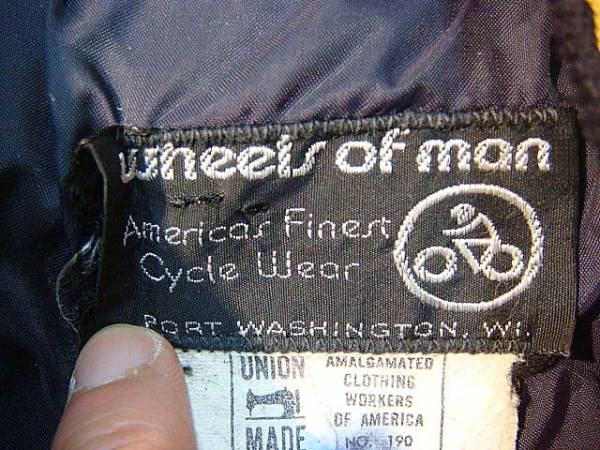 wheels of man
Americas Finest
Cycle Wear
PORT WASHINGTON, WI.
UNION
MADE
AMALGAMATED
CLOTHING
WORKERS
OF AMERICA
NO. 190